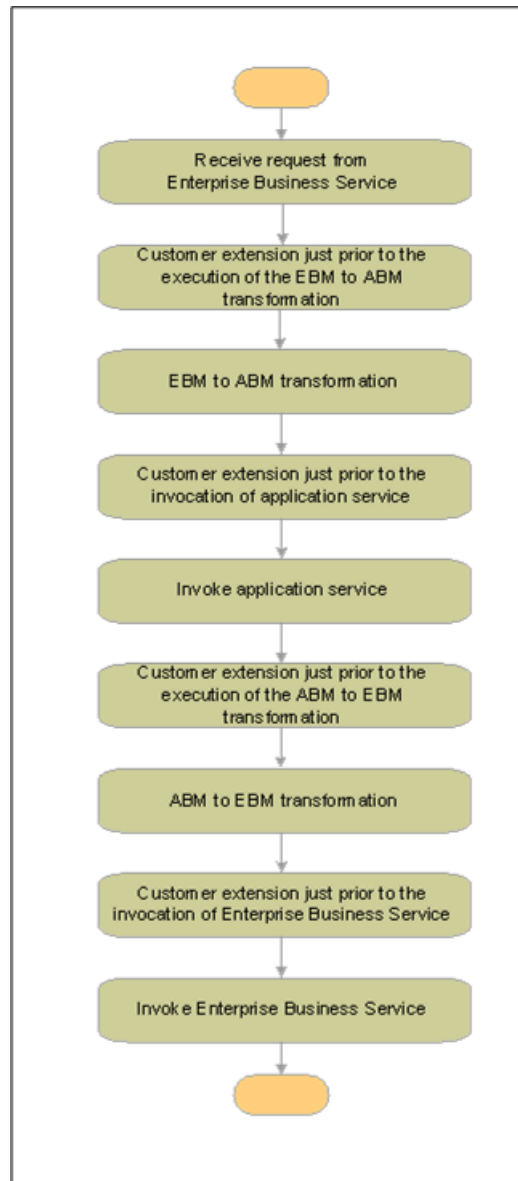 Receive request from
Enterprise Business Service
Customer extension just prior to the
execution of the EBM to ABM
transformation
EBM to ABM transformation
Customer extension just prior to the
invocation of application service
Invoke application service
Customer extension just prior to the
execution of the ABM to EBM
transformation
ABM to EBM transformation
Customer extension just prior to the
invocation of Enterprise Business Service
Invoke Enterprise Business Service